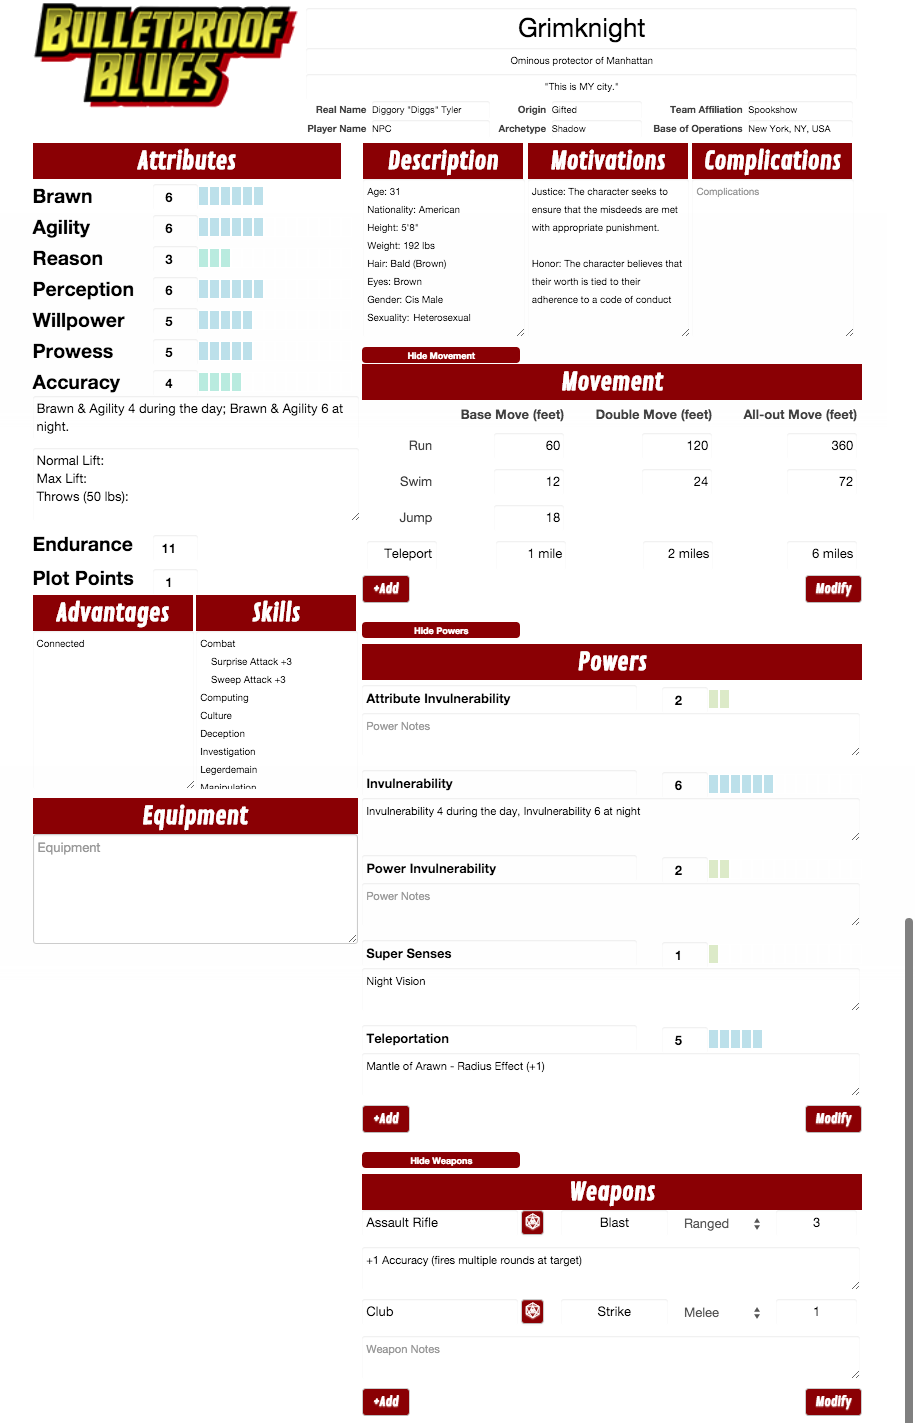 BULLETPROOF
BLUES
Grimknight
Ominous protector of Manhattan
"This is MY city."
Real Name Diggory "Diggs" Tyler Origin Gifted Team Affiliation Spookshow
Player Name NPC Archetype Shadow Base of Operations New York, NY, USA
Attributes
Brawn 6
Agility 6
Reason 3
Perception 6
Willpower 5
Prowess 5
Accuracy 4
Brawn & Agility 4 during the day; Brawn & Agility 6 at
night.
Normal Lift:
Max Lift:
Throws (50 lbs):
Endurance 11
Plot Points 1
Advantages
Connected
Skills
Combat
Surprise Attack +3
Sweep Attack +3
Computing
Culture
Deception
Investigation
Legerdemain
Manipulation
Equipment
Equipment
Description
Age: 31
Nationality: American
Height: 5'8"
Weight: 192 lbs
Hair: Bald (Brown)
Eyes: Brown
Gender: Cis Male
Sexuality: Heterosexual
Motivations
Justice: The character seeks to
ensure that the misdeeds are met
with appropriate punishment.
Honor: The character believes that
their worth is tied to their
adherence to a code of conduct
Complications
Complications
Hide Movement
Movement
Base Move (feet) Double Move (feet) All-out Move (feet)
Run 60 120 360
Swim 12 24 72
Jump 18
Teleport 1 mile 2 miles 6 miles
+Add Modify
Hide Powers
Powers
Attribute Invulnerability 2
Power Notes
Invulnerability 6
Invulnerability 4 during the day, Invulnerability 6 at night
Power Invulnerability 2
Power Notes
Super Senses 1
Night Vision
Teleportation 5
Mantle of Arawn - Radius Effect (+1)
+Add Modify
Hide Weapons
Weapons
Assault Rifle Blast Ranged 3
+1 Accuracy (fires multiple rounds at target)
Club Strike Melee 1
Weapon Notes
+Add Modify